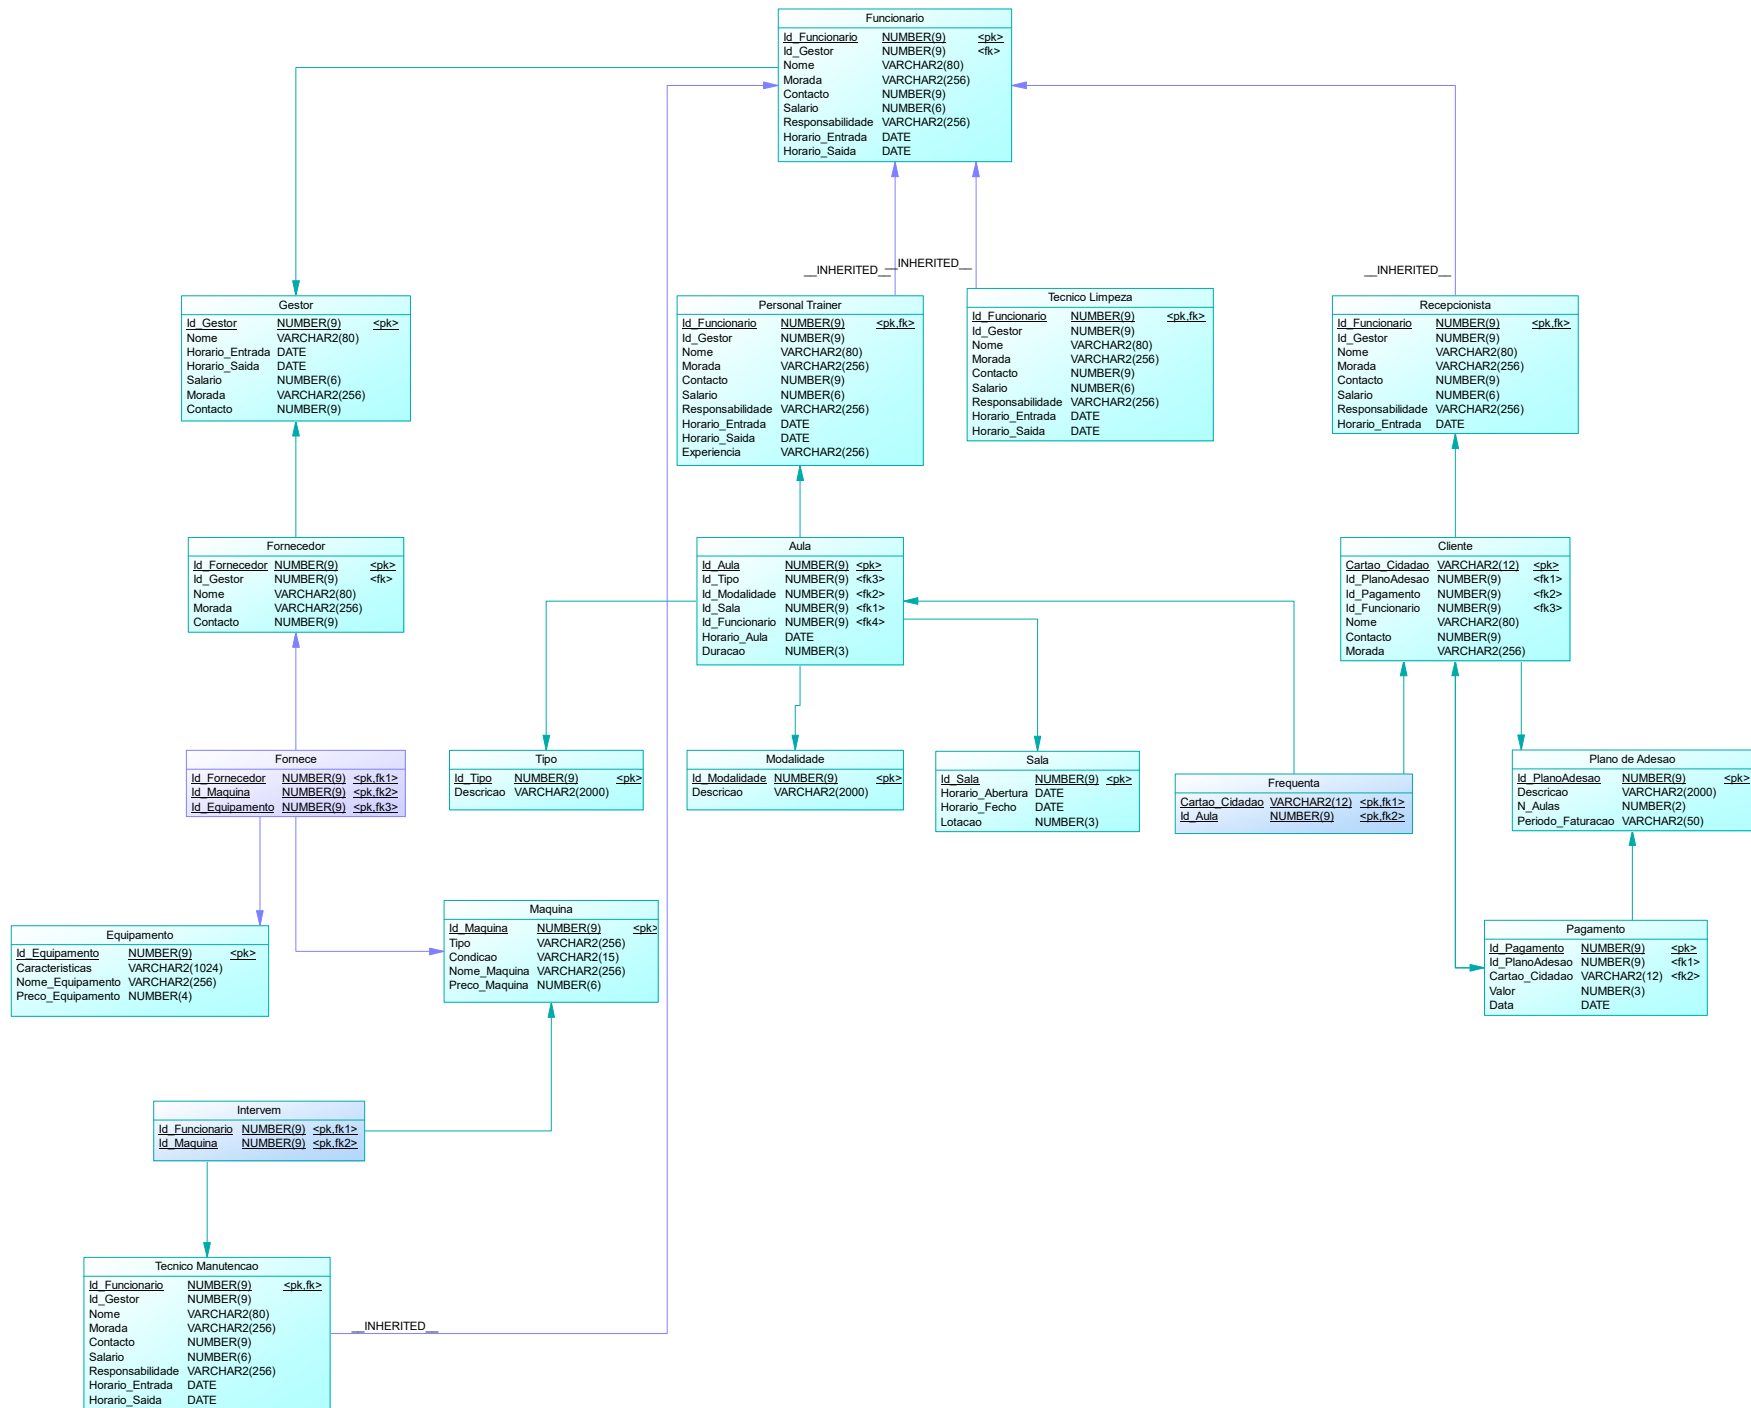 Funcionario
Id_Funcionario NUMBER(9) <pk>
Id_Gestor NUMBER(9) <fk>
Nome VARCHAR2(80)
Morada VARCHAR2(256)
Contacto NUMBER(9)
Salario NUMBER(6)
Responsabilidade VARCHAR2(256)
Horario_Entrada DATE
Horario_Saida DATE
__INHERITED__
__INHERITED__
__INHERITED__
Gestor
Id_Gestor NUMBER(9) <pk>
Nome VARCHAR2(80)
Horario_Entrada DATE
Horario_Saida DATE
Salario NUMBER(6)
Morada VARCHAR2(256)
Contacto NUMBER(9)
Personal Trainer
Id_Funcionario NUMBER(9) <pk,fk>
Id_Gestor NUMBER(9)
Nome VARCHAR2(80)
Morada VARCHAR2(256)
Contacto NUMBER(9)
Salario NUMBER(6)
Responsabilidade VARCHAR2(256)
Horario_Entrada DATE
Horario_Saida DATE
Experiencia VARCHAR2(256)
Tecnico Limpeza
Id_Funcionario NUMBER(9) <pk,fk>
Id_Gestor NUMBER(9)
Nome VARCHAR2(80)
Morada VARCHAR2(256)
Contacto NUMBER(9)
Salario NUMBER(6)
Responsabilidade VARCHAR2(256)
Horario_Entrada DATE
Horario_Saida DATE
Recepcionista
Id_Funcionario NUMBER(9) <pk,fk>
Id_Gestor NUMBER(9)
Nome VARCHAR2(80)
Morada VARCHAR2(256)
Contacto NUMBER(9)
Salario NUMBER(6)
Responsabilidade VARCHAR2(256)
Horario_Entrada DATE
Fornecedor
Id_Fornecedor NUMBER(9) <pk>
Id_Gestor NUMBER(9) <fk>
Nome VARCHAR2(80)
Morada VARCHAR2(256)
Contacto NUMBER(9)
Aula
Id_Aula NUMBER(9) <pk>
Id_Tipo NUMBER(9) <fk3>
Id_Modalidade NUMBER(9) <fk2>
Id_Sala NUMBER(9) <fk1>
Id_Funcionario NUMBER(9) <fk4>
Horario_Aula DATE
Duracao NUMBER(3)
Cliente
Cartao_Cidadao VARCHAR2(12) <pk>
Id_PlanoAdesao NUMBER(9) <fk1>
Id_Pagamento NUMBER(9) <fk2>
Id_Funcionario NUMBER(9) <fk3>
Nome VARCHAR2(80)
Contacto NUMBER(9)
Morada VARCHAR2(256)
Fornece
Id_Fornecedor NUMBER(9) <pk,fk1>
Id_Maquina NUMBER(9) <pk,fk2>
Id_Equipamento NUMBER(9) <pk,fk3>
Tipo
Id_Tipo NUMBER(9) <pk>
Descricao VARCHAR2(2000)
Modalidade
Id_Modalidade NUMBER(9) <pk>
Descricao VARCHAR2(2000)
Sala
Id_Sala NUMBER(9) <pk>
Horario_Abertura DATE
Horario_Fecho DATE
Lotacao NUMBER(3)
Frequenta
Cartao_Cidadao VARCHAR2(12) <pk,fk1>
Id_Aula NUMBER(9) <pk,fk2>
Plano de Adesao
Id_PlanoAdesao NUMBER(9) <pk>
Descricao VARCHAR2(2000)
N_Aulas NUMBER(2)
Periodo_Faturacao VARCHAR2(50)
Equipamento
Id_Equipamento NUMBER(9) <pk>
Caracteristicas VARCHAR2(1024)
Nome_Equipamento VARCHAR2(256)
Preco_Equipamento NUMBER(4)
Maquina
Id_Maquina NUMBER(9) <pk>
Tipo VARCHAR2(256)
Condicao VARCHAR2(15)
Nome_Maquina VARCHAR2(256)
Preco_Maquina NUMBER(6)
Pagamento
Id_Pagamento NUMBER(9) <pk>
Id_PlanoAdesao NUMBER(9) <fk1>
Cartao_Cidadao VARCHAR2(12) <fk2>
Valor NUMBER(3)
Data DATE
Intervem
Id_Funcionario NUMBER(9) <pk,fk1>
Id_Maquina NUMBER(9) <pk,fk2>
Tecnico Manutencao
Id_Funcionario NUMBER(9) <pk,fk>
Id_Gestor NUMBER(9)
Nome VARCHAR2(80)
Morada VARCHAR2(256)
Contacto NUMBER(9)
Salario NUMBER(6)
Responsabilidade VARCHAR2(256)
Horario_Entrada DATE
Horario_Saida DATE
__INHERITED__